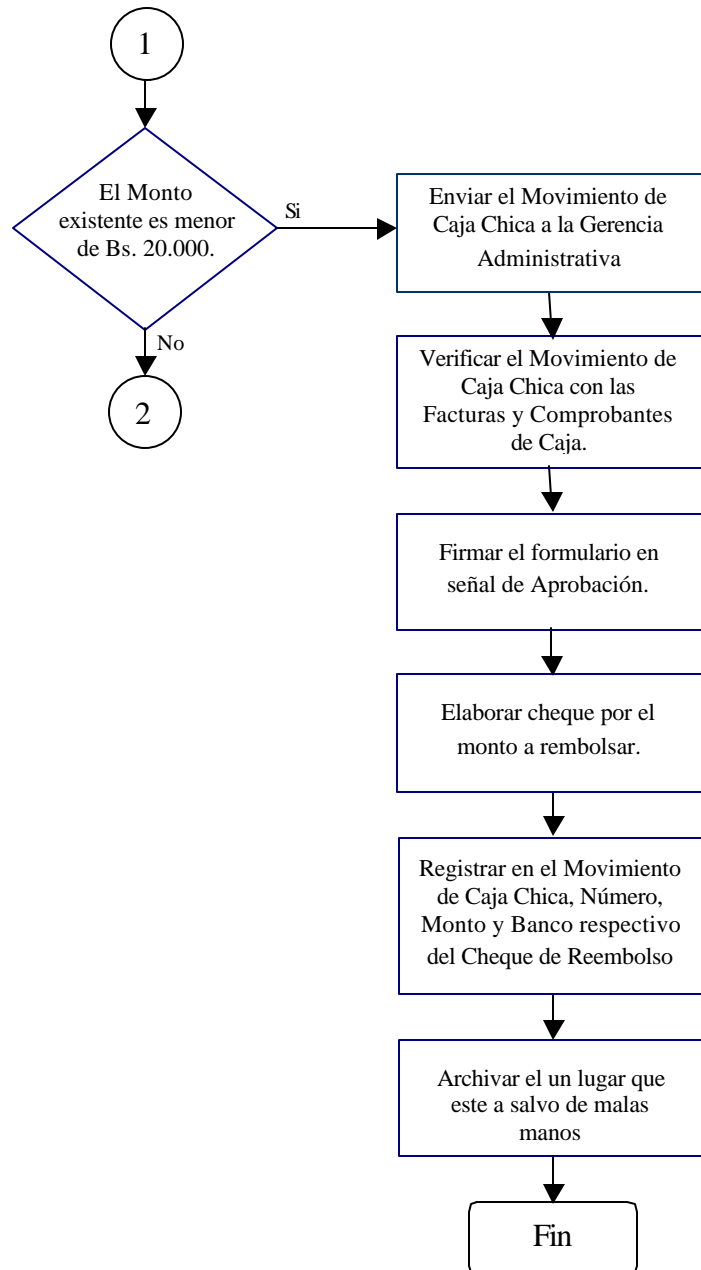 1
El Monto
existente es menor
de Bs. 20.000.
Si
No
2
Enviar el Movimiento de
Caja Chica a la Gerencia
Administrativa
Verificar el Movimiento de
Caja Chica con las
Facturas y Comprobantes
de Caja.
Firmar el formulario en
señal de Aprobación.
Elaborar cheque por el
monto a rembolsar.
Registrar en el Movimiento
de Caja Chica, Número,
Monto y Banco respectivo
del Cheque de Reembolso
Archivar el un lugar que
este a salvo de malas
manos
Fin